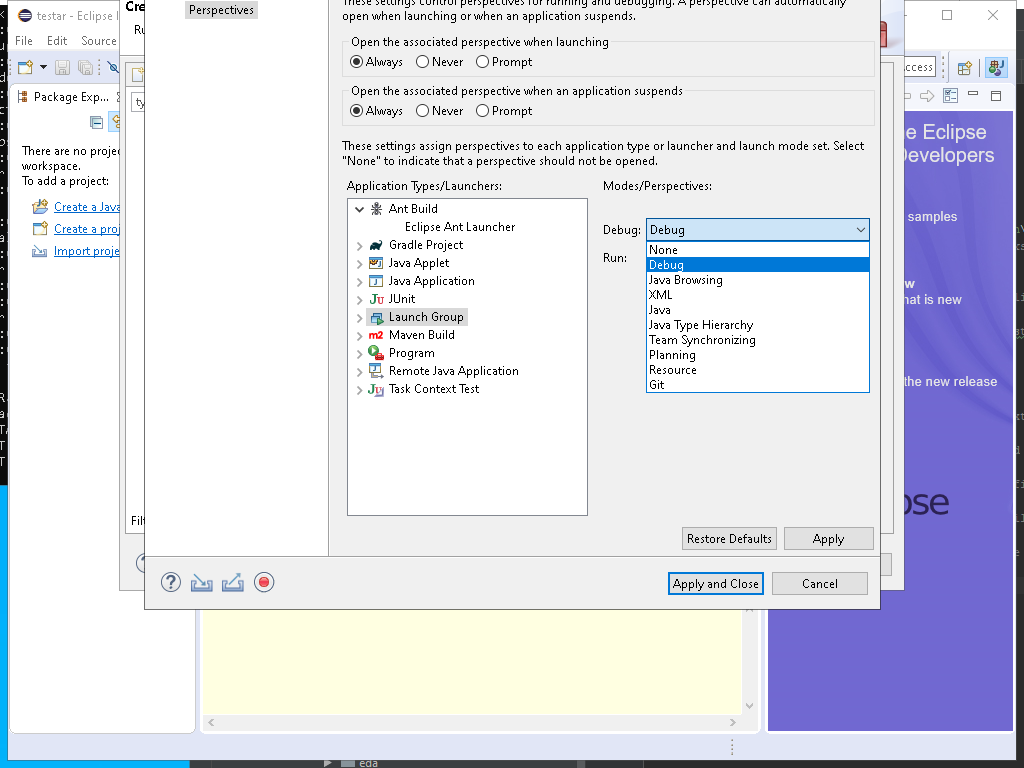 testar - Eclipse I
Cre
File Edit Source
Package Exp...
There are no proje
workspace.
To add a project:
Create a Java
Create a proj
Import proje
Perspectives
These settings control perspectives for running and debugging. A perspective can automatically
open when launching or when an application suspends.
Open the associated perspective when launching
Always Never Prompt
Open the associated perspective when an application suspends
Always Never Prompt
These settings assign perspectives to each application type or launcher and launch mode set. Select
"None" to indicate that a perspective should not be opened.
Application Types/Launchers:
Ant Build
Eclipse Ant Launcher
Gradle Project
Java Applet
Java Application
JUnit
Launch Group
Maven Build
Program
Remote Java Application
Task Context Test
Modes/Perspectives:
Debug: Debug
Run:
None
Debug
Java Browsing
XML
Java
Java Type Hierarchy
Team Synchronizing
Planning
Resource
Git
Restore Defaults Apply
Apply and Close Cancel
Filt
ccess
e Eclipse
Developers
samples
w
hat is new
the new release
pse
eda